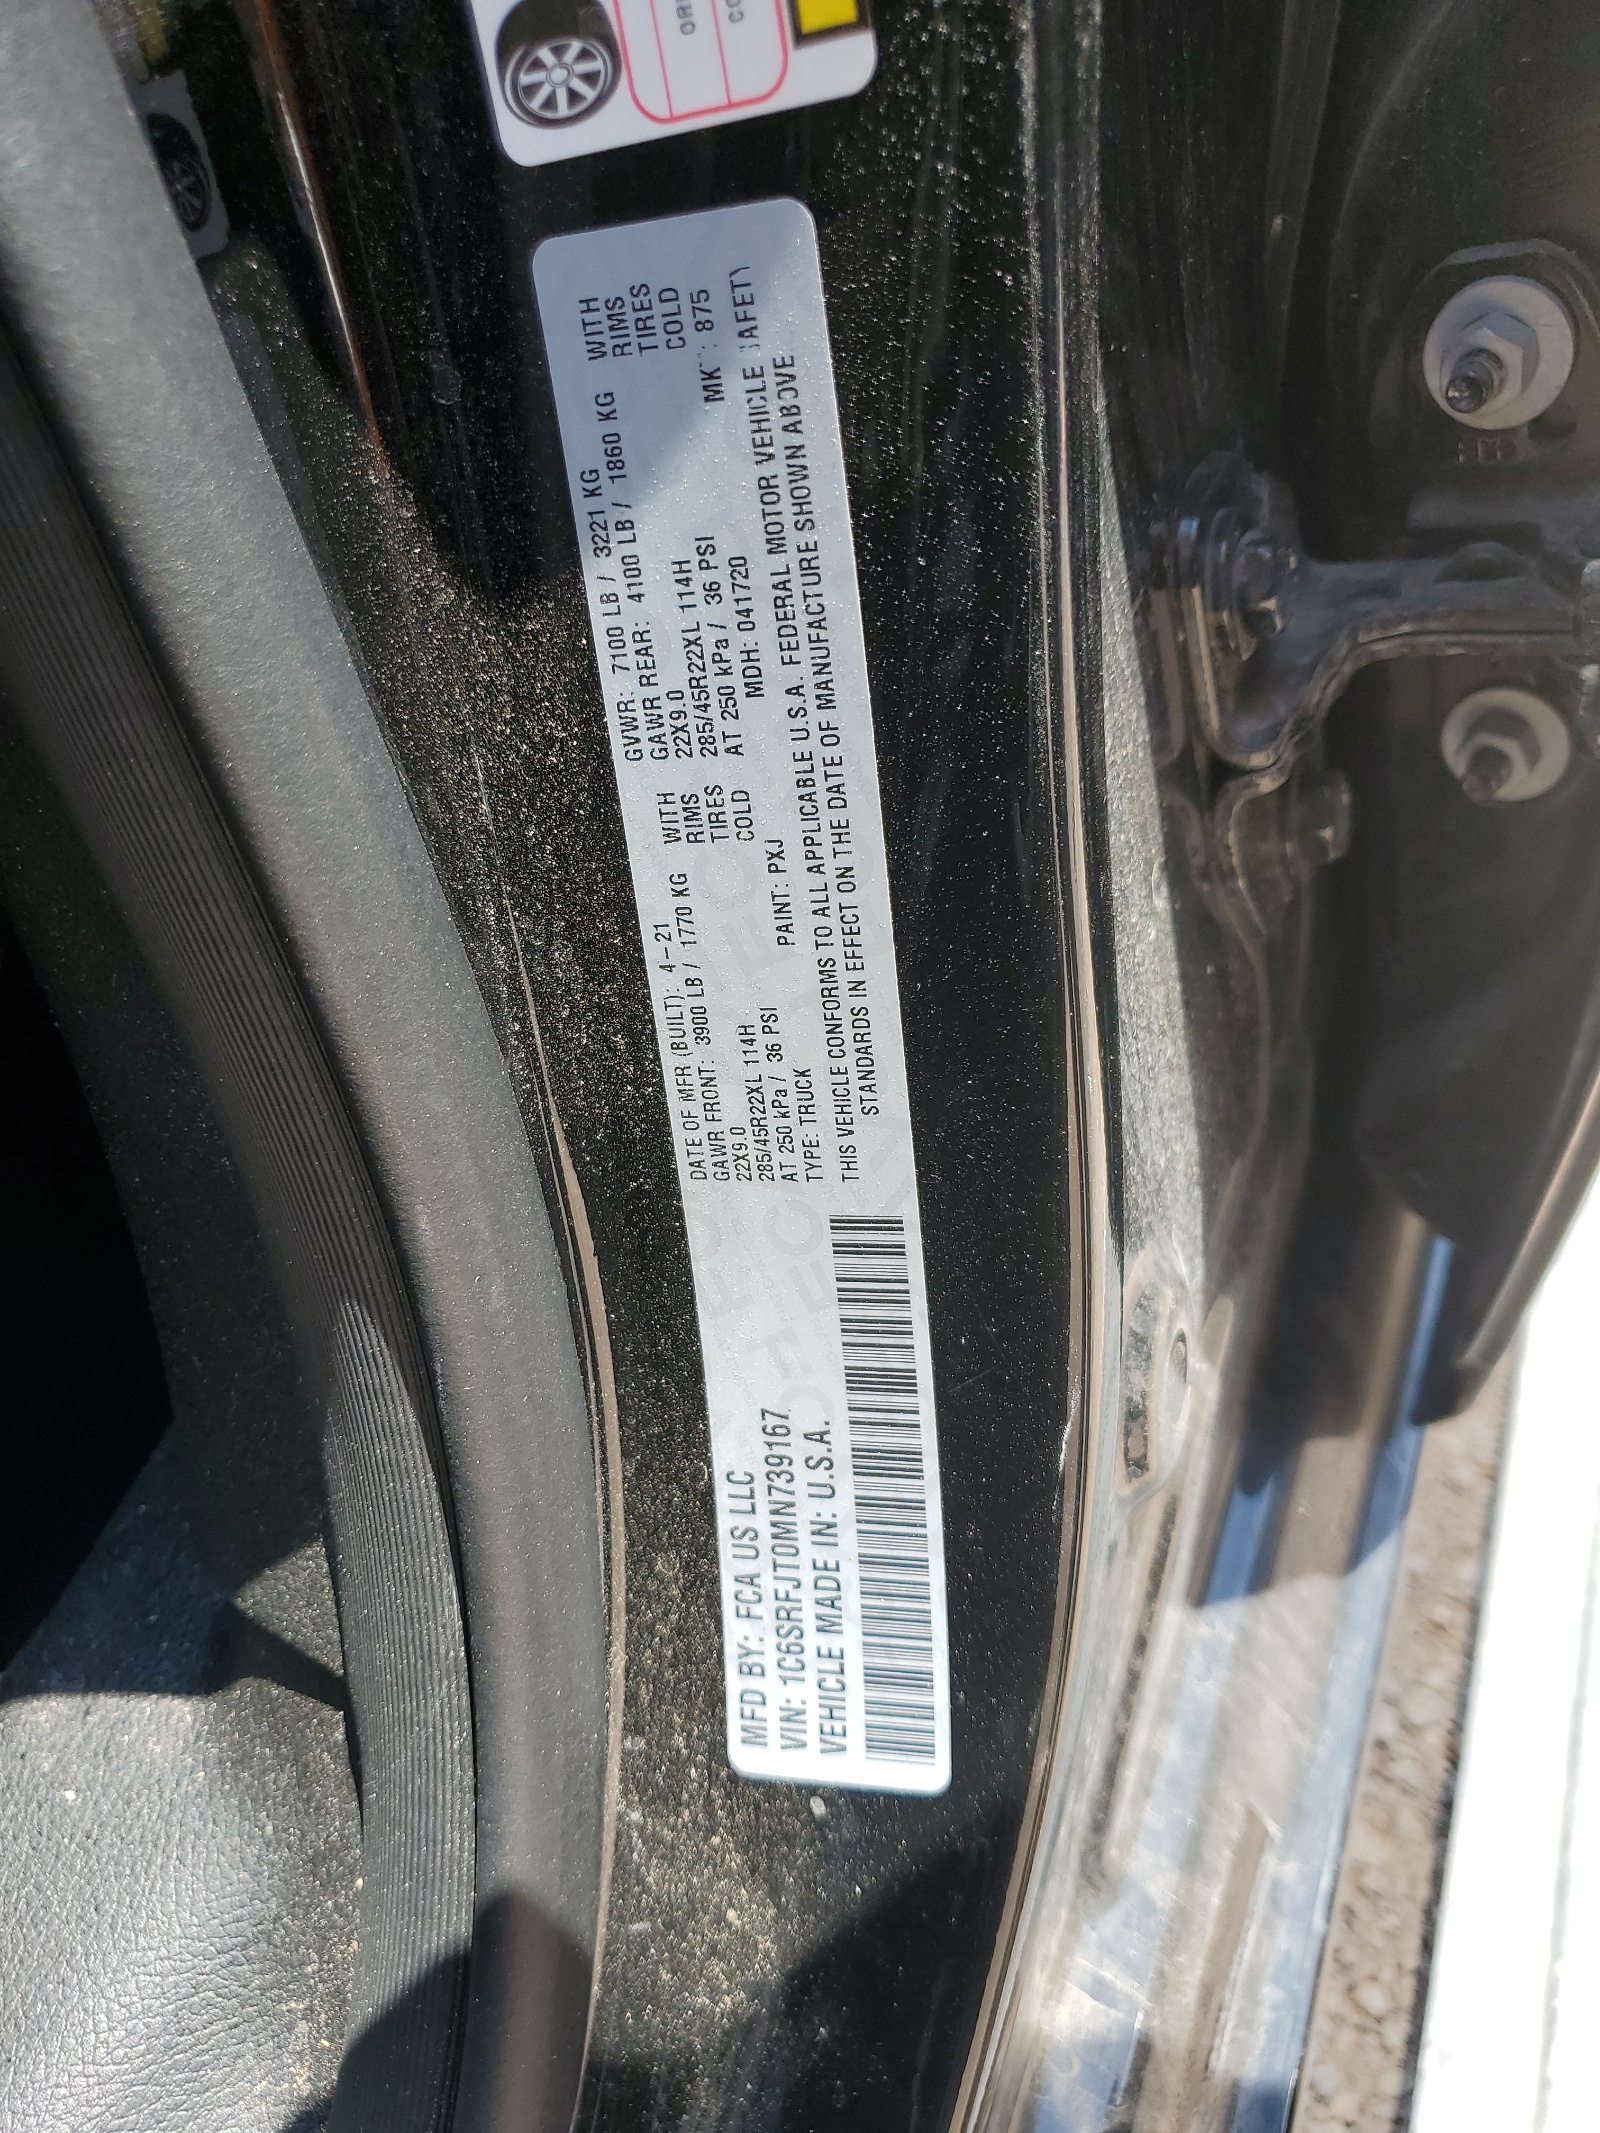 MFD BY: FCA US LLC
VIN: 1C6SRFJT0MN739167
VEHICLE MADE IN: U.S.A.
DATE OF MFR (BUILT): 4-21 GVWR: 7100 LB / 3221 KG
GAWR FRONT: 3900 LB / 1770 KG WITH GAWR REAR: 4100 LB / 1860 KG WITH
22X9.0 RIMS 22X9.0 RIMS
285/45R22XL 114H TIRES 285/45R22XL 114H TIRES
AT 250 kPa / 36 PSI COLD AT 250 kPa / 36 PSI COLD
TYPE: TRUCK PAINT: PXJ MDH: 041720 875
THIS VEHICLE CONFORMS TO ALL APPLICABLE U.S.A. FEDERAL MOTOR VEHICLE SAFETY
STANDARDS IN EFFECT ON THE DATE OF MANUFACTURE SHOWN ABOVE